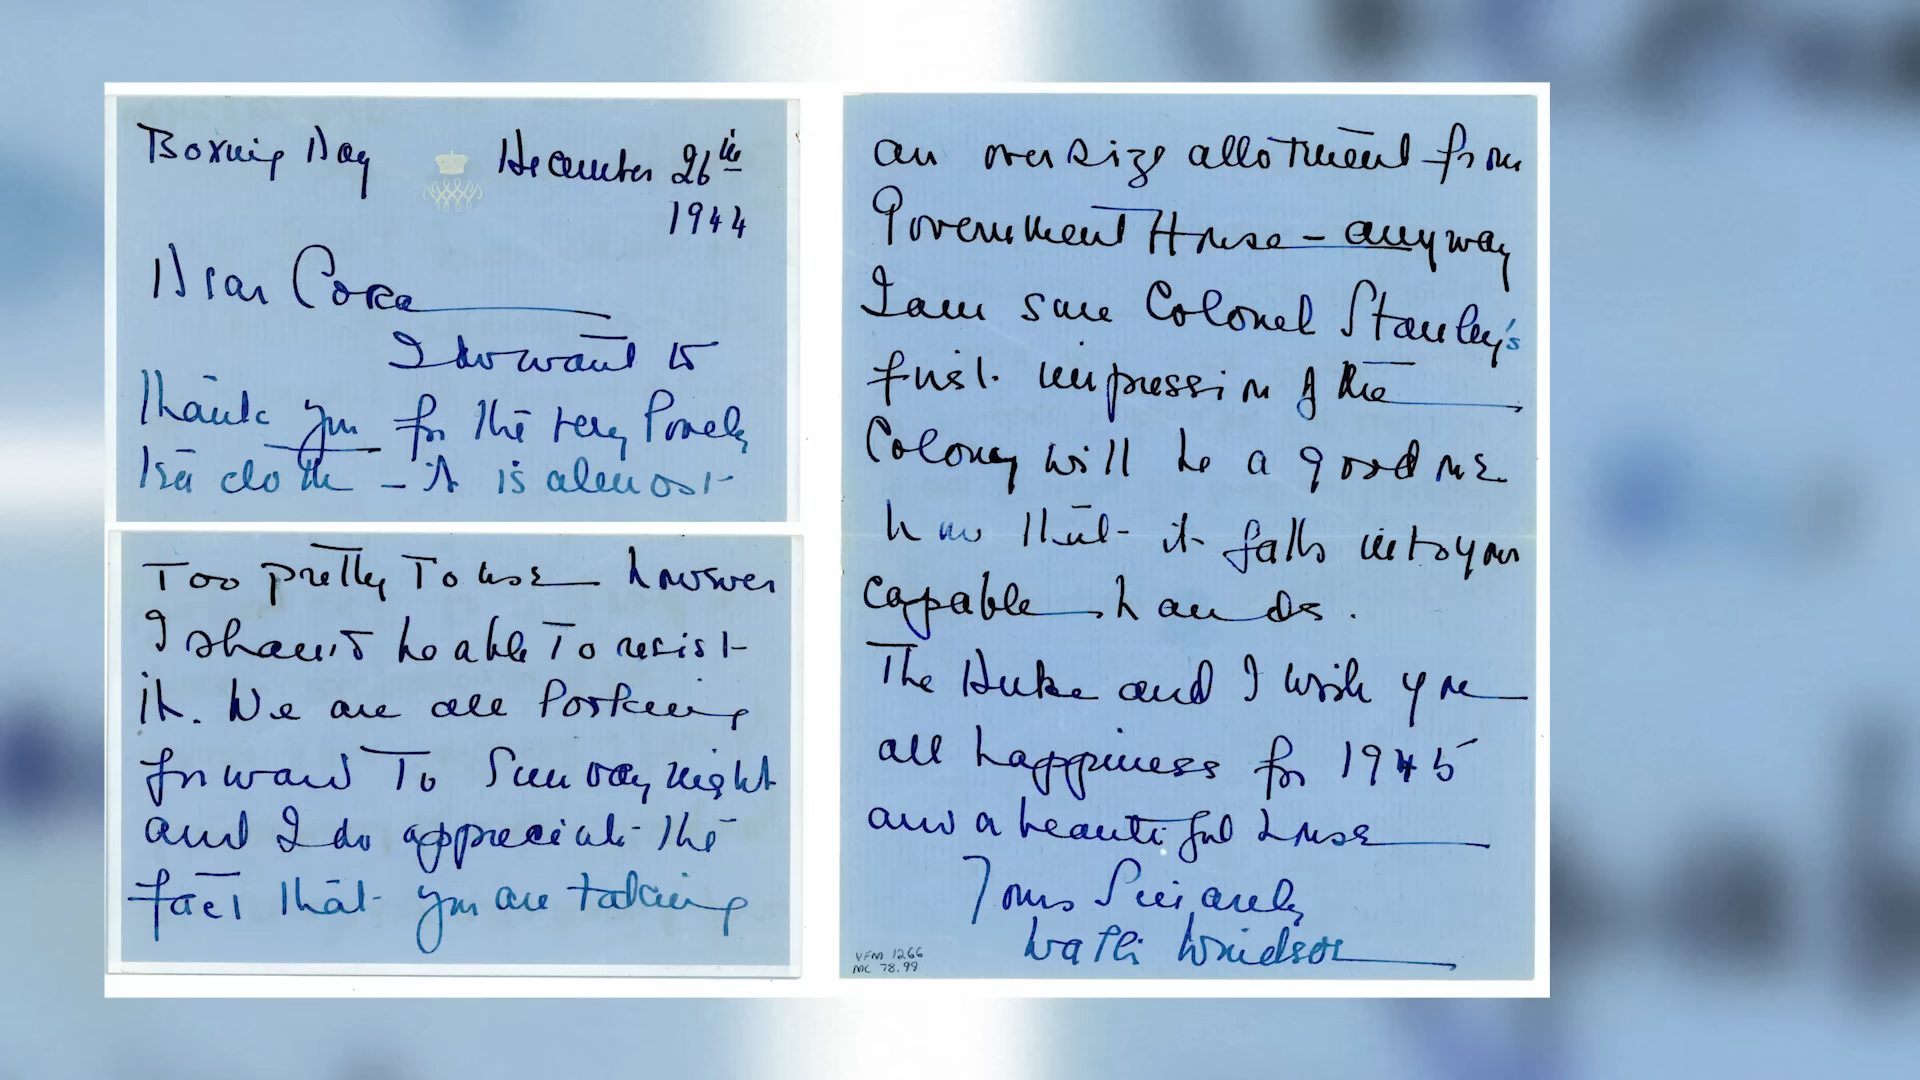 Boxing Day December 26th
1944
Dear Cora
I do want to
thank you for the very lovely
tea cloth – it is almost
too pretty to use however
I shan't be able to resist
it. We are all looking
forward to Sunday night
and I do appreciate the
fact that you are taking
an oversize allotment from
Government House – anyway
I am sure Colonel Stanley's
first impression of the
Colony will be a good one
now that it falls into your
capable hands.
The Duke and I wish you
all happiness for 1945
and a beautiful house
Yours Sincerely
Wallis Windsor
VFM 1266
MC 78.99